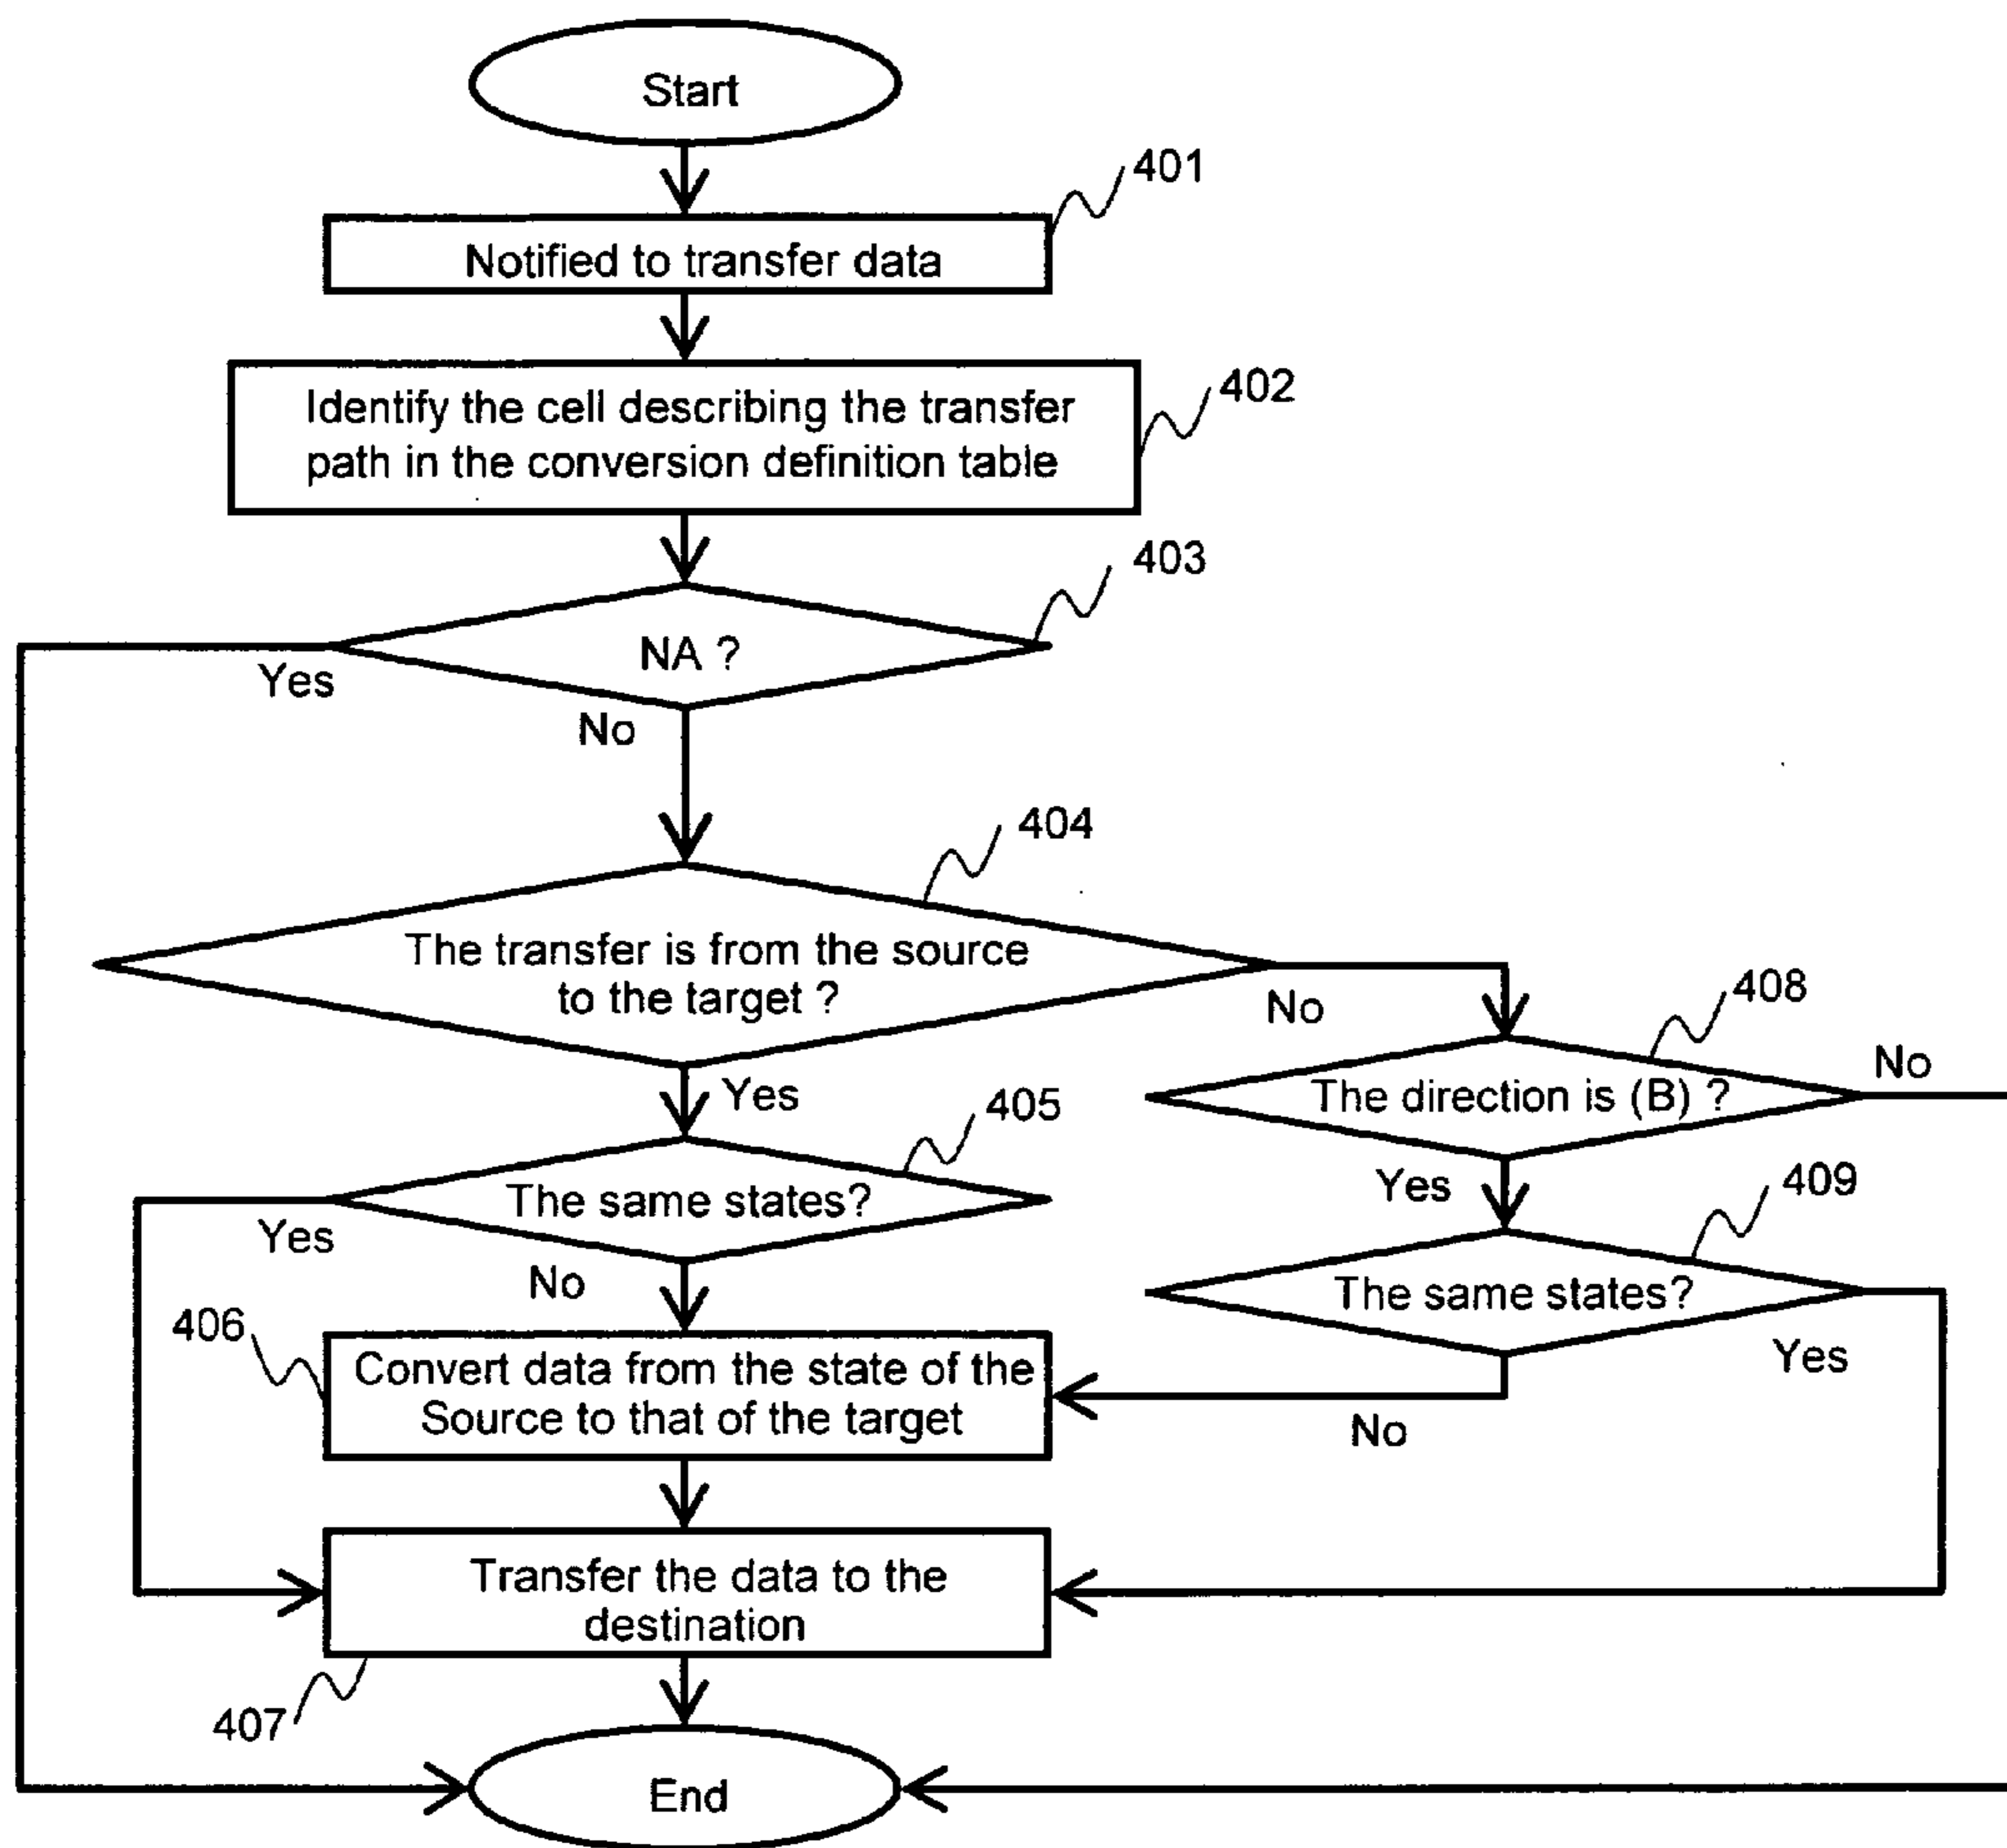 Start
401
Notified to transfer data
402
Identify the cell describing the transfer
path in the conversion definition table
403
NA ?
Yes
No
404
The transfer is from the source
to the target ?
No
408
The direction is (B) ?
No
Yes
405
The same states?
Yes
No
Yes
409
The same states?
Yes
No
406
Convert data from the state of the
Source to that of the target
Transfer the data to the
destination
407
End